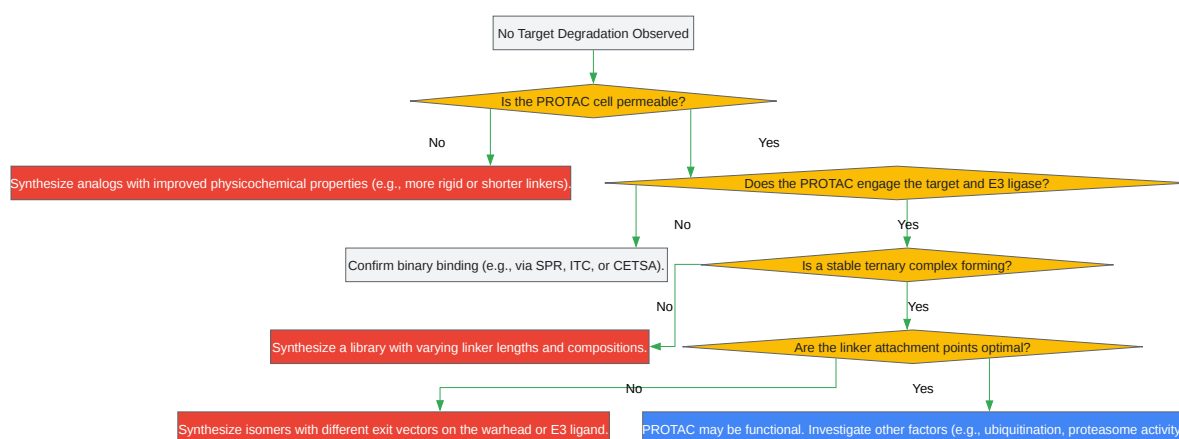 No Target Degradation Observed
Is the PROTAC cell permeable?
No
Yes
Synthesize analogs with improved physicochemical properties (e.g., more rigid or shorter linkers).
Does the PROTAC engage the target and E3 ligase?
No
Yes
Confirm binary binding (e.g., via SPR, ITC, or CETSA).
Is a stable ternary complex forming?
No
Yes
Synthesize a library with varying linker lengths and compositions.
Are the linker attachment points optimal?
No
Yes
Synthesize isomers with different exit vectors on the warhead or E3 ligand.
PROTAC may be functional. Investigate other factors (e.g., ubiquitination, proteasome activity